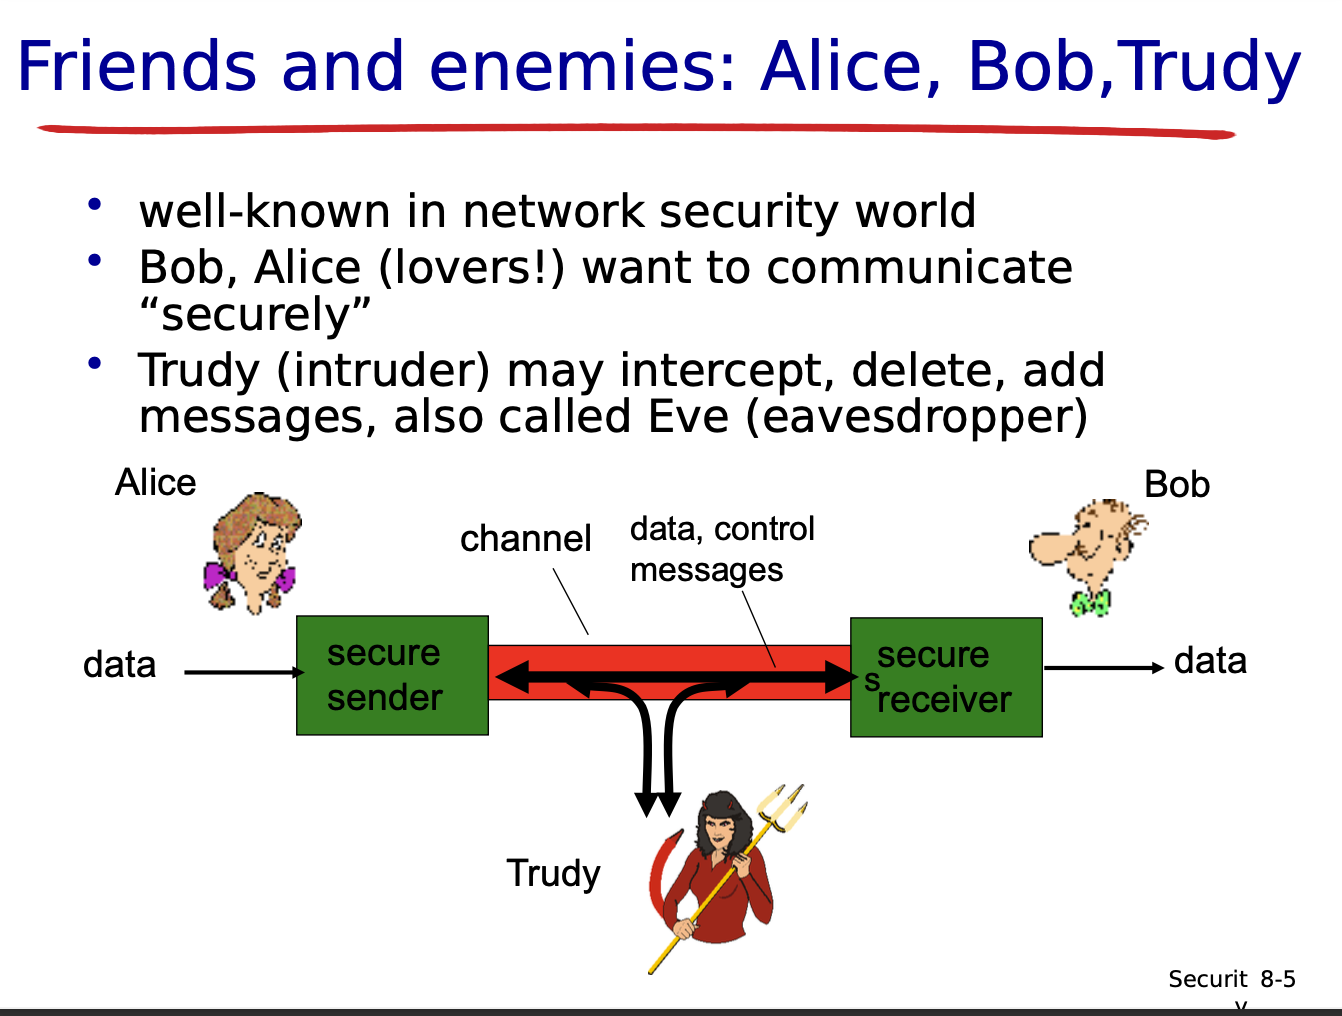 Friends and enemies: Alice, Bob,Trudy
• well-known in network security world
• Bob, Alice (lovers!) want to communicate
“securely”
• Trudy (intruder) may intercept, delete, add
messages, also called Eve (eavesdropper)
Alice
Bob
channel
data, control
messages
data
secure
sender
s
secure
receiver
data
Trudy
Securit 8-5
y